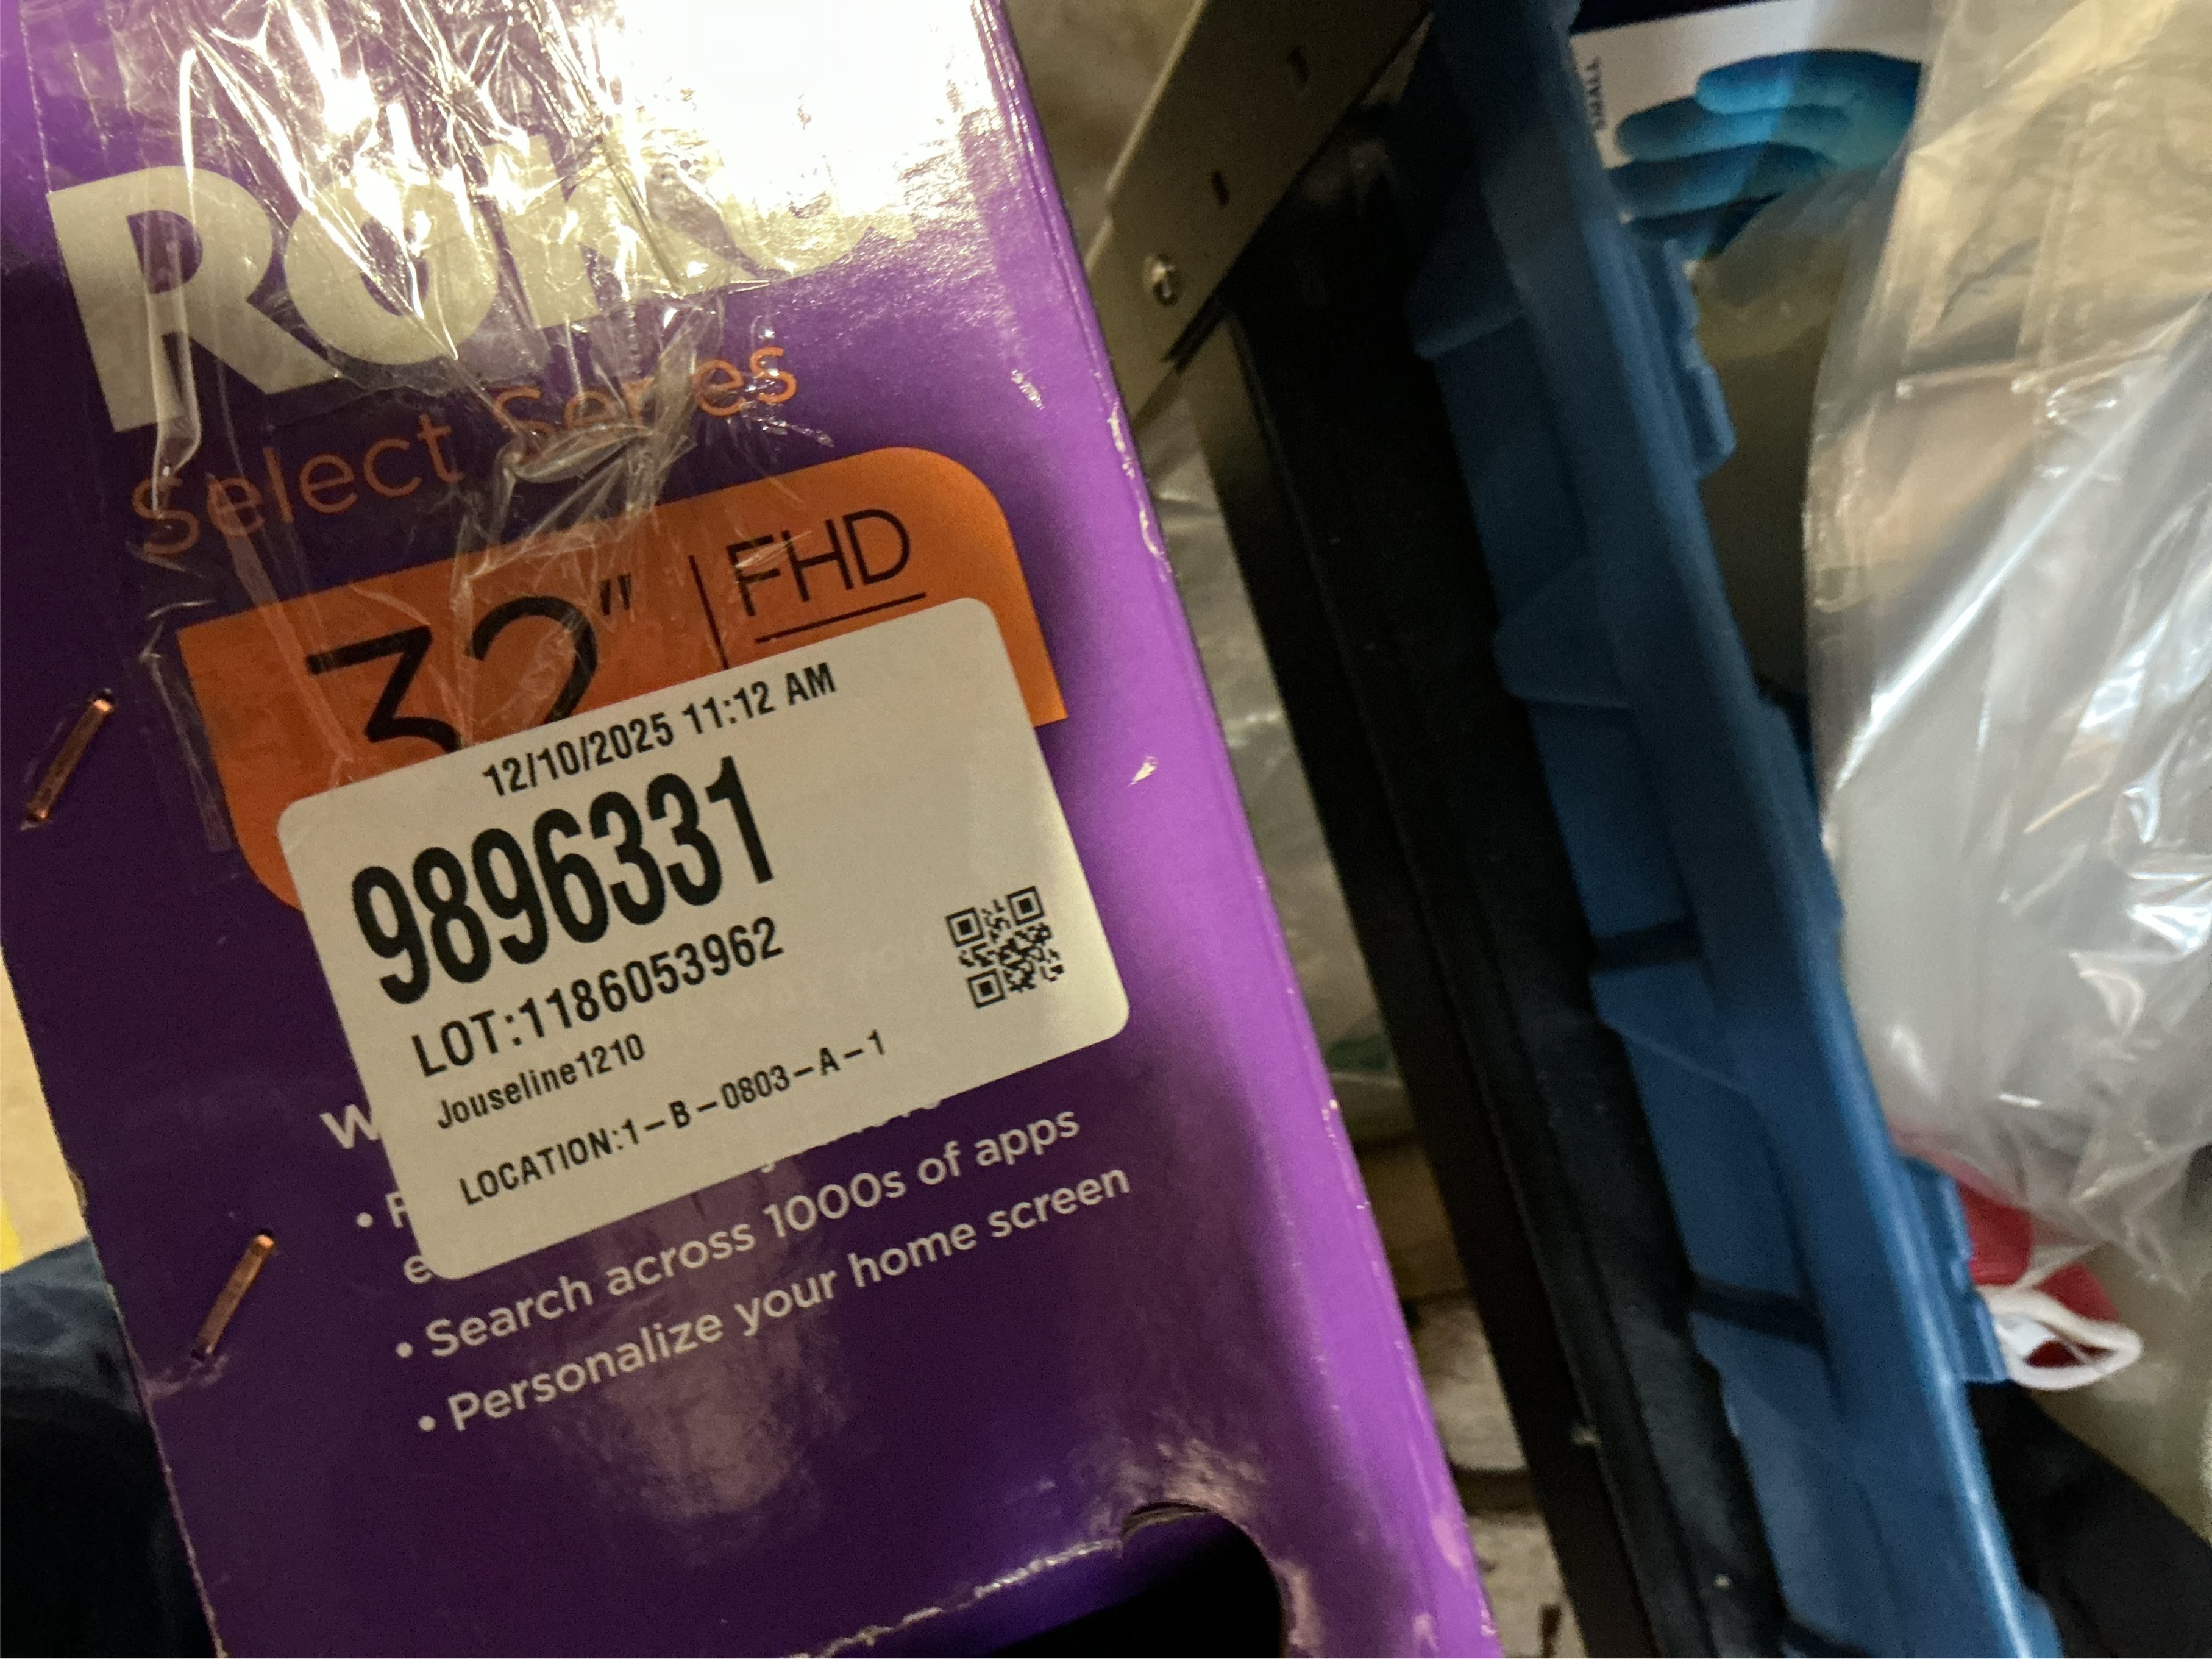 Roku
Select Series
32" | FHD
12/10/2025 11:12 AM
9896331
LOT:1186053962
Jouseline1210
LOCATION:1-B-0803-A-1
• Search across 1000s of apps
• Personalize your home screen
SMALL